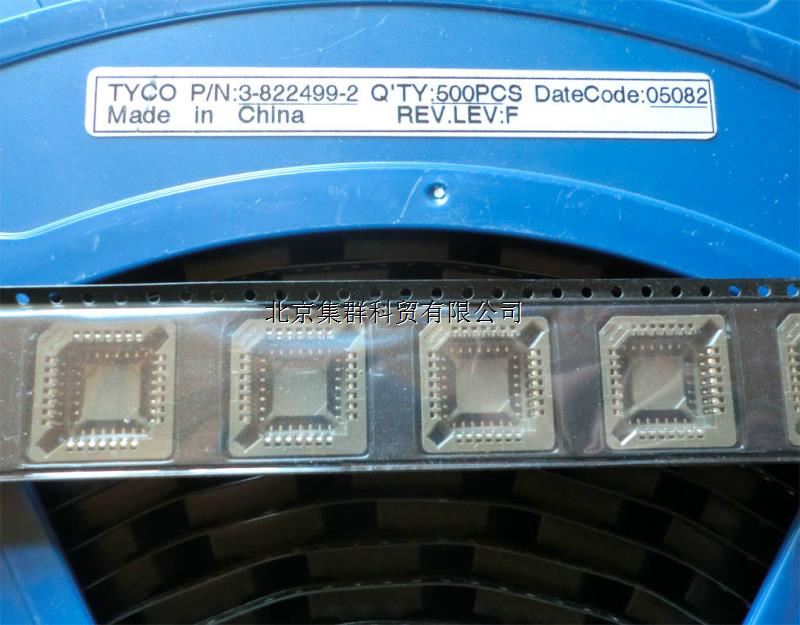 TYCO P/N:3-822499-2 Q'TY:500PCS DateCode:05082
Made in China REV.LEV:F
北京集群科贸有限公司